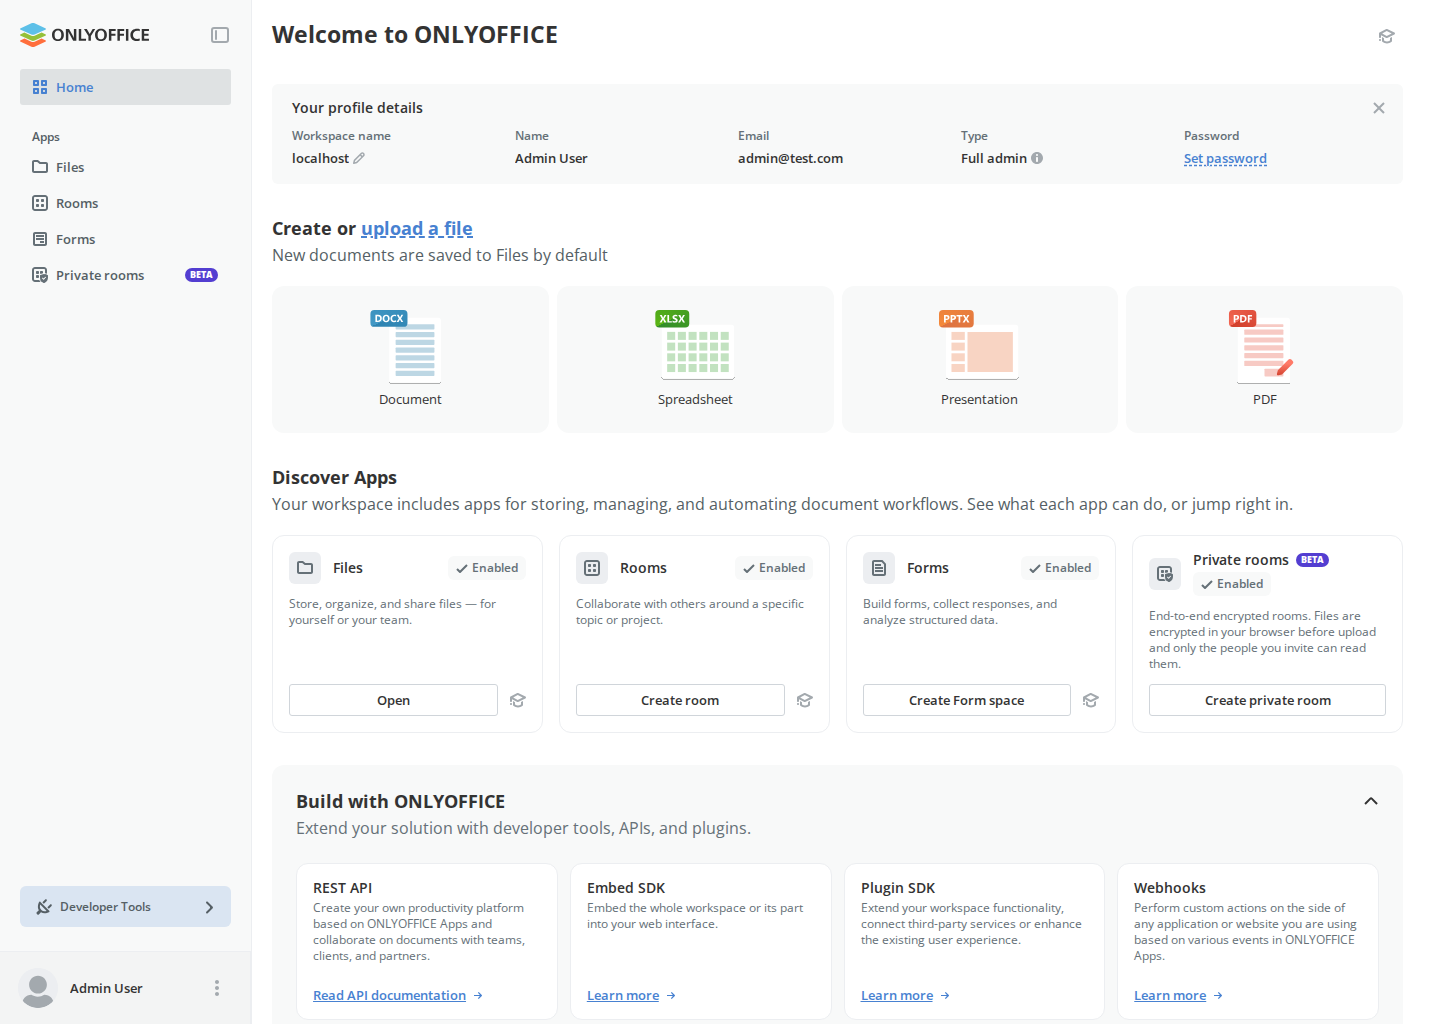 ONLYOFFICE
Home
Apps
Files
Rooms
Forms
Private rooms BETA
Developer Tools
Admin User
Welcome to ONLYOFFICE
Your profile details
Workspace name
localhost
Name
Admin User
Email
admin@test.com
Type
Full admin
Password
Set password
Create or upload a file
New documents are saved to Files by default
DOCX
Document
XLSX
Spreadsheet
PPTX
Presentation
PDF
PDF
Discover Apps
Your workspace includes apps for storing, managing, and automating document workflows. See what each app can do, or jump right in.
Files
Enabled
Store, organize, and share files — for
yourself or your team.
Open
Rooms
Enabled
Collaborate with others around a specific
topic or project.
Create room
Forms
Enabled
Build forms, collect responses, and
analyze structured data.
Create Form space
Private rooms BETA
Enabled
End-to-end encrypted rooms. Files are
encrypted in your browser before upload
and only the people you invite can read
them.
Create private room
Build with ONLYOFFICE
Extend your solution with developer tools, APIs, and plugins.
REST API
Create your own productivity platform
based on ONLYOFFICE Apps and
collaborate on documents with teams,
clients, and partners.
Read API documentation
Embed SDK
Embed the whole workspace or its part
into your web interface.
Learn more
Plugin SDK
Extend your workspace functionality,
connect third-party services or enhance
the existing user experience.
Learn more
Webhooks
Perform custom actions on the side of
any application or website you are using
based on various events in ONLYOFFICE
Apps.
Learn more